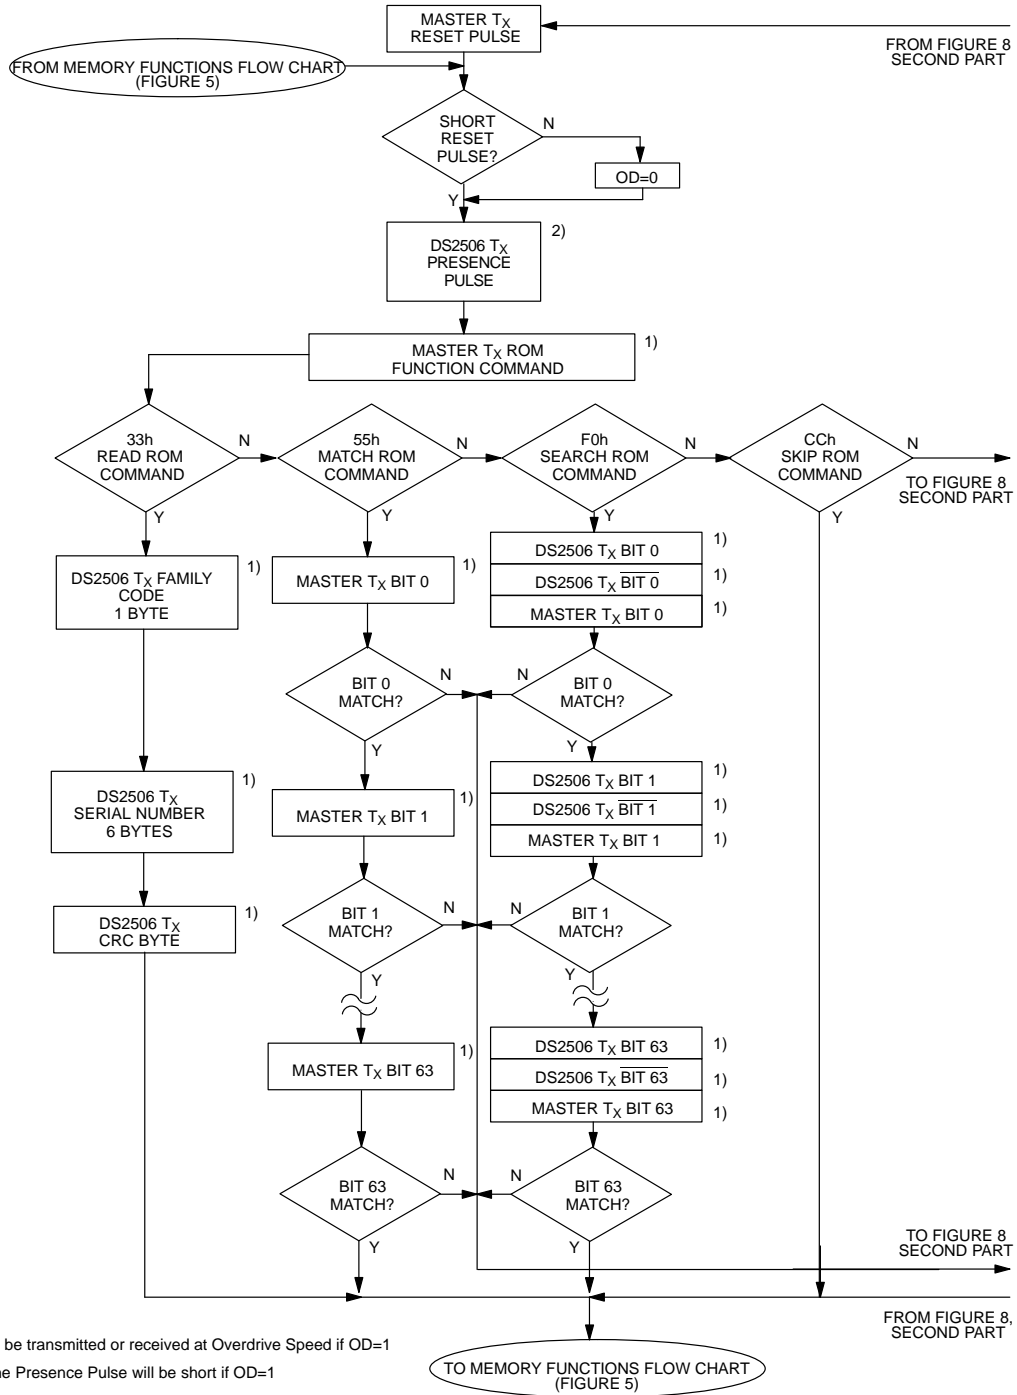 MASTER TX
RESET PULSE
FROM FIGURE 8
SECOND PART
FROM MEMORY FUNCTIONS FLOW CHART
(FIGURE 5)
SHORT
RESET
PULSE?
N
OD=0
Y
2)
DS2506 TX
PRESENCE
PULSE
1)
MASTER TX ROM
FUNCTION COMMAND
33h
READ ROM
COMMAND
N
Y
55h
MATCH ROM
COMMAND
N
Y
F0h
SEARCH ROM
COMMAND
N
Y
CCh
SKIP ROM
COMMAND
N
Y
TO FIGURE 8
SECOND PART
DS2506 TX FAMILY
CODE
1 BYTE
1)
MASTER TX BIT 0
1)
DS2506 TX BIT 0
1)
DS2506 TX BIT 0
1)
MASTER TX BIT 0
1)
BIT 0
MATCH?
N
Y
N
BIT 0
MATCH?
Y
DS2506 TX
SERIAL NUMBER
6 BYTES
1)
MASTER TX BIT 1
1)
DS2506 TX BIT 1
1)
DS2506 TX BIT 1
1)
MASTER TX BIT 1
1)
DS2506 TX
CRC BYTE
1)
BIT 1
MATCH?
N
Y
N
BIT 1
MATCH?
Y
MASTER TX BIT 63
1)
DS2506 TX BIT 63
1)
DS2506 TX BIT 63
1)
MASTER TX BIT 63
1)
BIT 63
MATCH?
N
Y
N
BIT 63
MATCH?
Y
TO FIGURE 8
SECOND PART
FROM FIGURE 8,
SECOND PART
be transmitted or received at Overdrive Speed if OD=1
Presence Pulse will be short if OD=1
TO MEMORY FUNCTIONS FLOW CHART
(FIGURE 5)